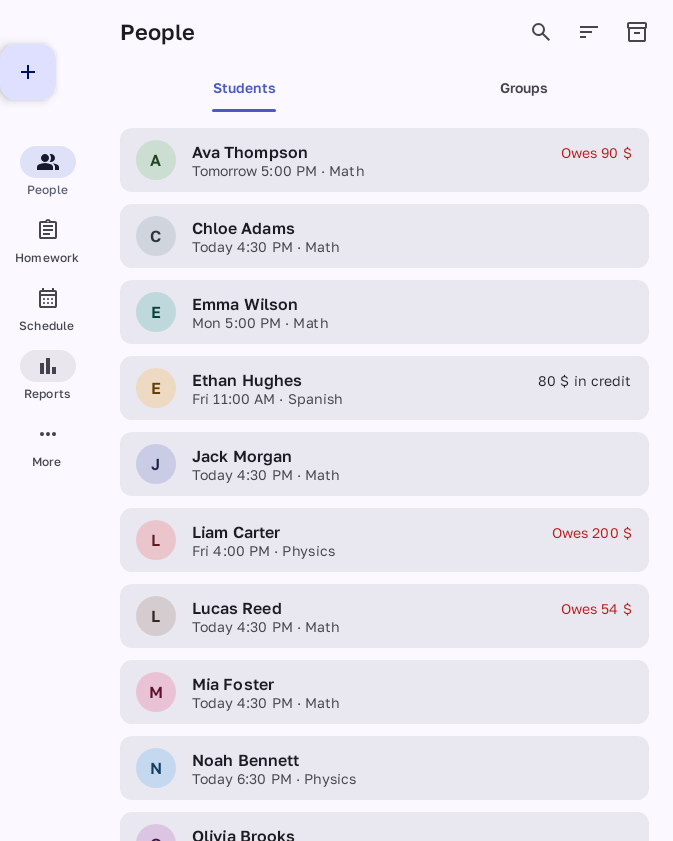 People
Students
Groups
People
Homework
Schedule
Reports
More
A
Ava Thompson
Owes 90 $
Tomorrow 5:00 PM · Math
C
Chloe Adams
Today 4:30 PM · Math
E
Emma Wilson
Mon 5:00 PM · Math
E
Ethan Hughes
80 $ in credit
Fri 11:00 AM · Spanish
J
Jack Morgan
Today 4:30 PM · Math
L
Liam Carter
Owes 200 $
Fri 4:00 PM · Physics
L
Lucas Reed
Owes 54 $
Today 4:30 PM · Math
M
Mia Foster
Today 4:30 PM · Math
N
Noah Bennett
Today 6:30 PM · Physics
Olivia Brooks